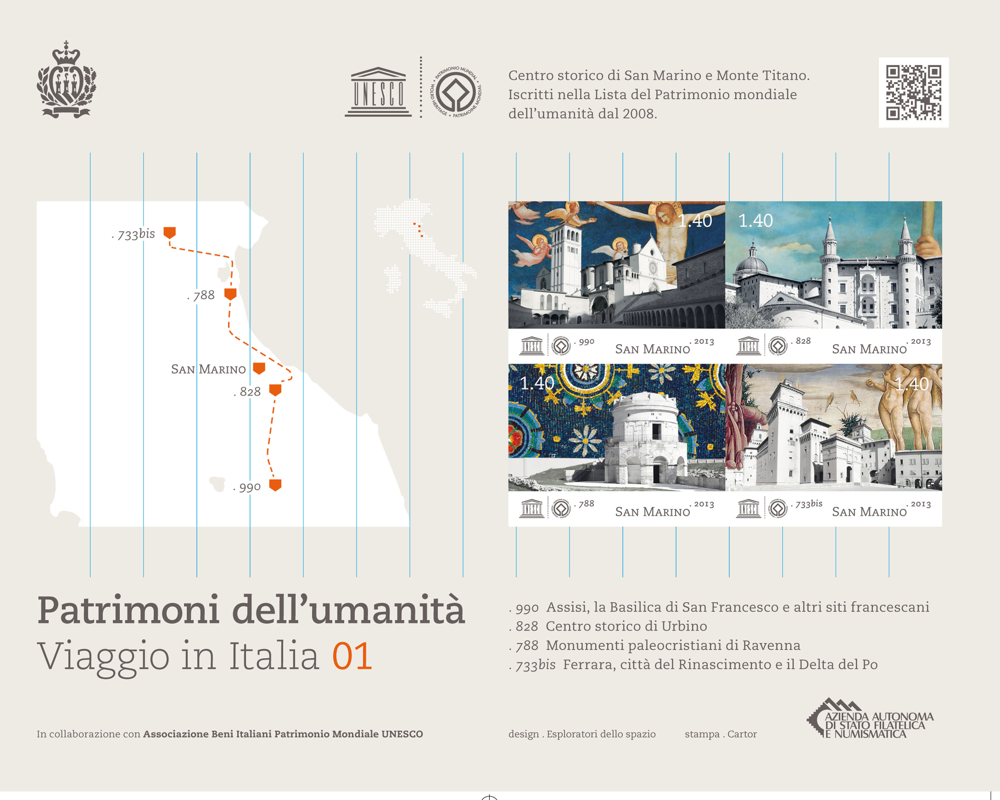 UNESCO
PATRIMONIO MUNDIAL • WORLD HERITAGE • PATRIMOINE MONDIAL •
Centro storico di San Marino e Monte Titano.
Iscritti nella Lista del Patrimonio mondiale
dell’umanità dal 2008.
. 733bis
. 788
San Marino
. 828
. 990
1.40
1.40
UNESCO . 990 San Marino . 2013
UNESCO . 828 San Marino . 2013
1.40
1.40
UNESCO . 788 San Marino . 2013
UNESCO . 733bis San Marino . 2013
Patrimoni dell’umanità
Viaggio in Italia 01
. 990 Assisi, la Basilica di San Francesco e altri siti francescani
. 828 Centro storico di Urbino
. 788 Monumenti paleocristiani di Ravenna
. 733bis Ferrara, città del Rinascimento e il Delta del Po
In collaborazione con Associazione Beni Italiani Patrimonio Mondiale UNESCO
design . Esploratori dello spazio
stampa . Cartor
AZIENDA AUTONOMA
DI STATO FILATELICA
E NUMISMATICA